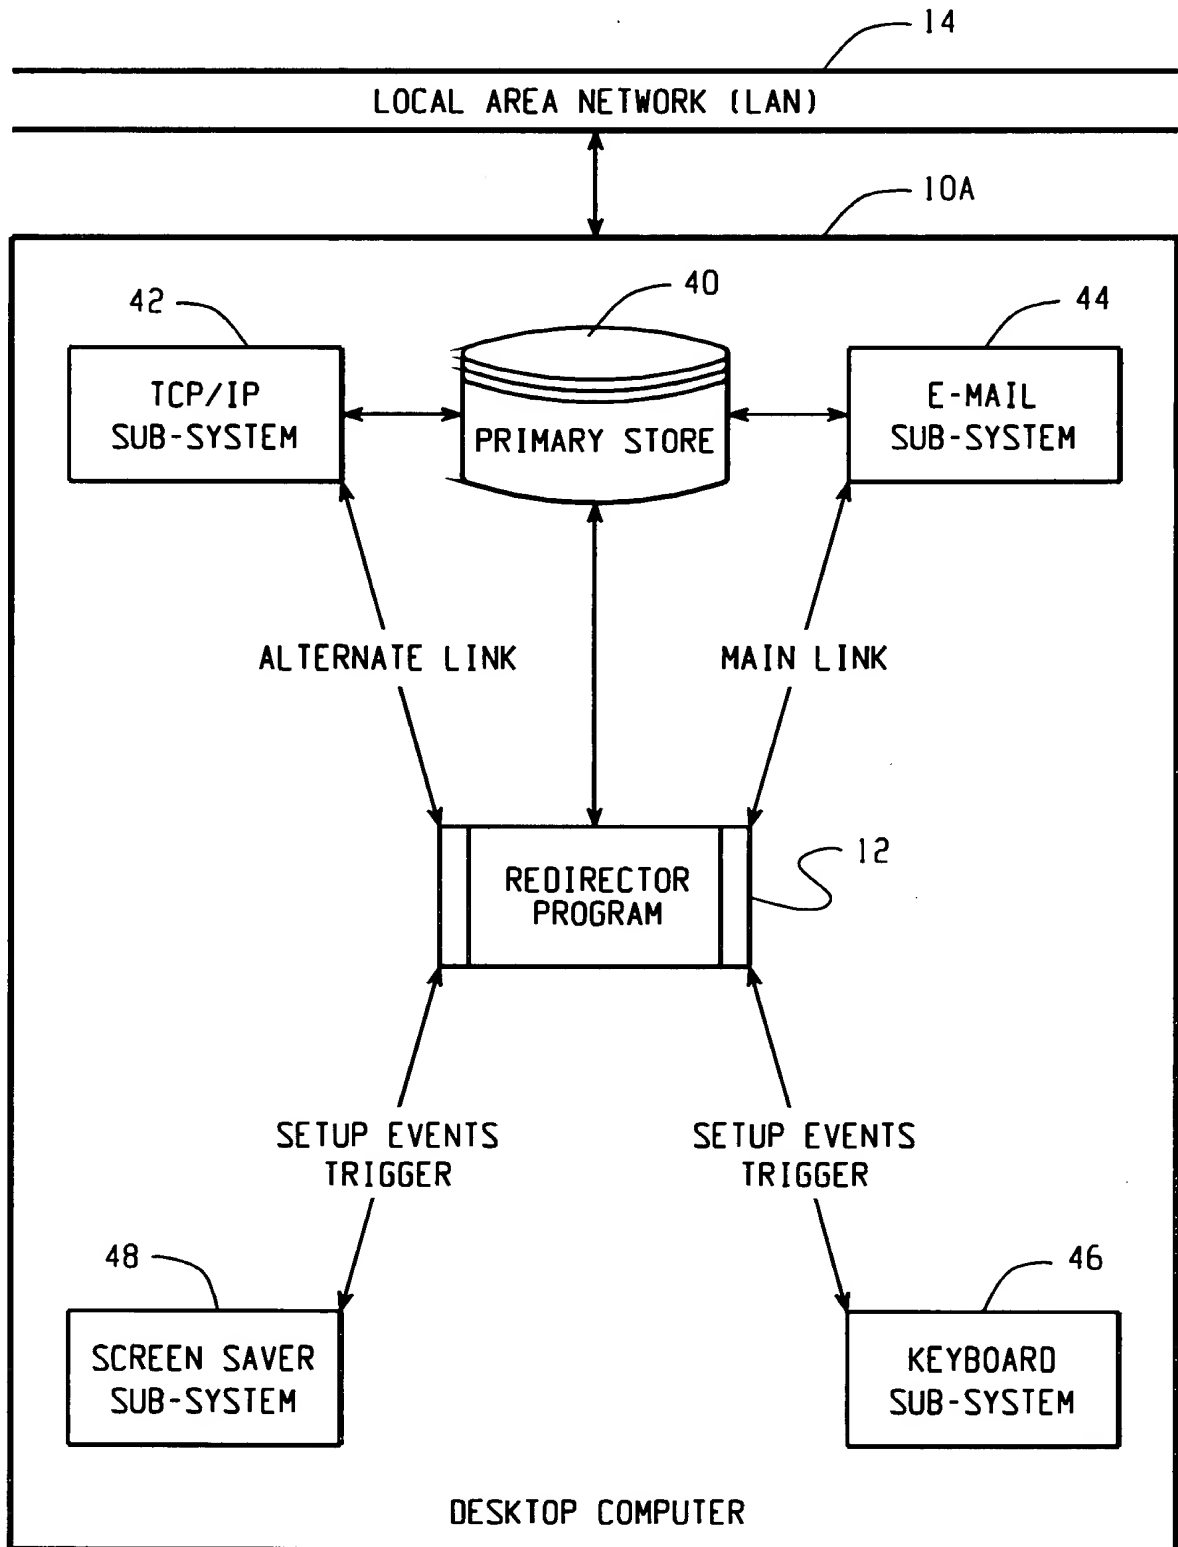 14
LOCAL AREA NETWORK (LAN)
10A
42
40
44
TCP/IP
SUB-SYSTEM
PRIMARY STORE
E-MAIL
SUB-SYSTEM
ALTERNATE LINK
MAIN LINK
12
REDIRECTOR
PROGRAM
SETUP EVENTS
TRIGGER
SETUP EVENTS
TRIGGER
48
46
SCREEN SAVER
SUB-SYSTEM
KEYBOARD
SUB-SYSTEM
DESKTOP COMPUTER